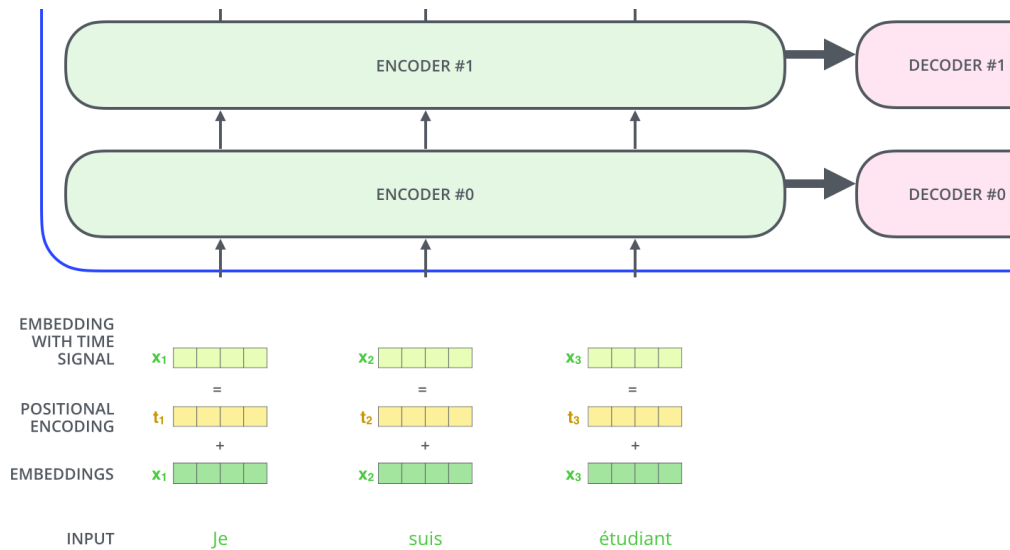 ENCODER #1
DECODER #1
ENCODER #0
DECODER #0
EMBEDDING
WITH TIME
SIGNAL
x₁
x₂
x₃
= = =
POSITIONAL
ENCODING
t₁
t₂
t₃
+ + +
EMBEDDINGS
x₁
x₂
x₃
INPUT
Je
suis
étudiant